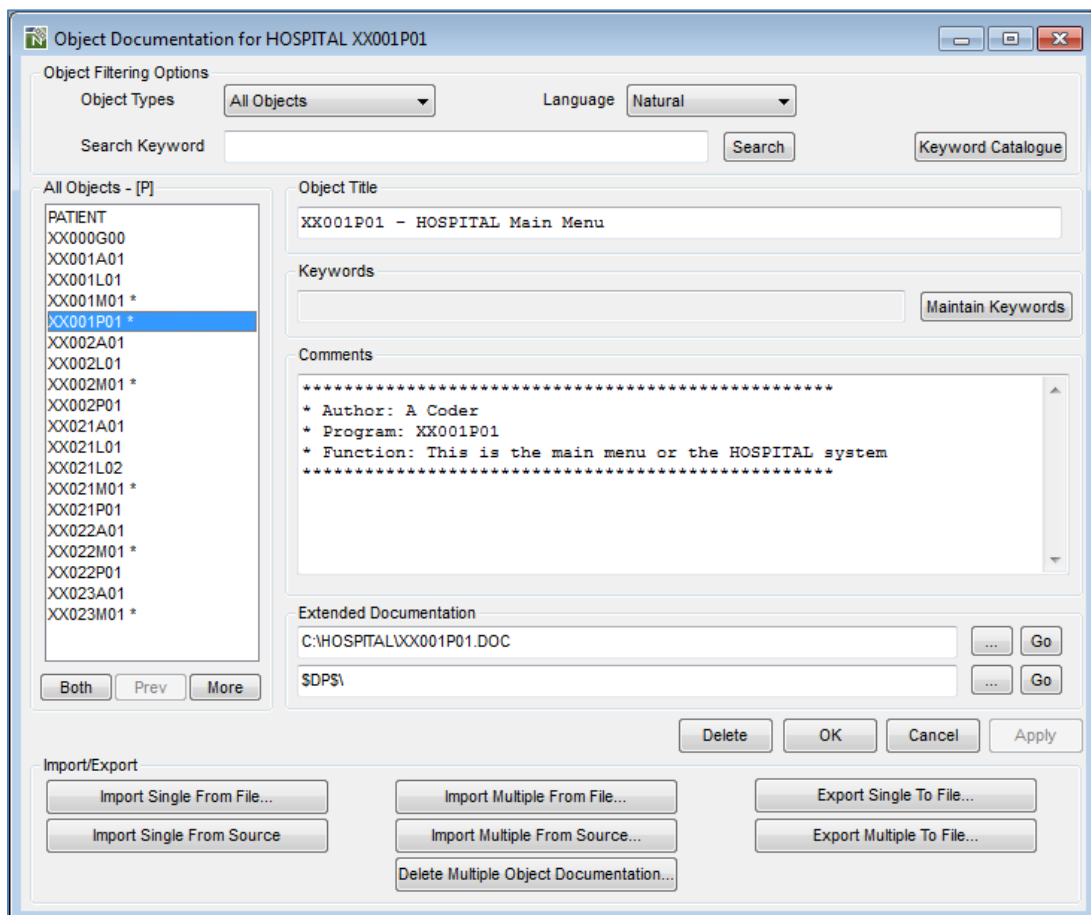 Object Documentation for HOSPITAL XX001P01
Object Filtering Options
Object Types All Objects Language Natural
Search Keyword Search Keyword Catalogue
All Objects - [P]
PATIENT
XX000G00
XX001A01
XX001L01
XX001M01 *
XX001P01 *
XX002A01
XX002L01
XX002M01 *
XX002P01
XX021A01
XX021L01
XX021L02
XX021M01 *
XX021P01
XX022A01
XX022M01 *
XX022P01
XX023A01
XX023M01 *
Both Prev More
Object Title
XX001P01 - HOSPITAL Main Menu
Keywords
Maintain Keywords
Comments
***************************************************
* Author: A Coder
* Program: XX001P01
* Function: This is the main menu or the HOSPITAL system
***************************************************
Extended Documentation
C:\HOSPITAL\XX001P01.DOC ... Go
$DP$\ ... Go
Delete OK Cancel Apply
Import/Export
Import Single From File... Import Multiple From File... Export Single To File...
Import Single From Source Import Multiple From Source... Export Multiple To File...
Delete Multiple Object Documentation...